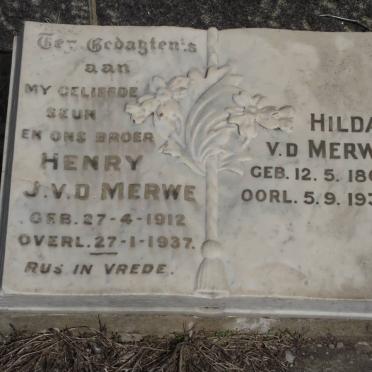 Ter Gedagten's
aan
MY GELIEFDE
SEUN
EN ONS BROER
HENRY
J.V.D MERWE
GEB. 27-4-1912
OVERL. 27-1-1937.
RUS IN VREDE.
HILDA
V.D MERW
GEB. 12.5.18
OORL. 5.9.19